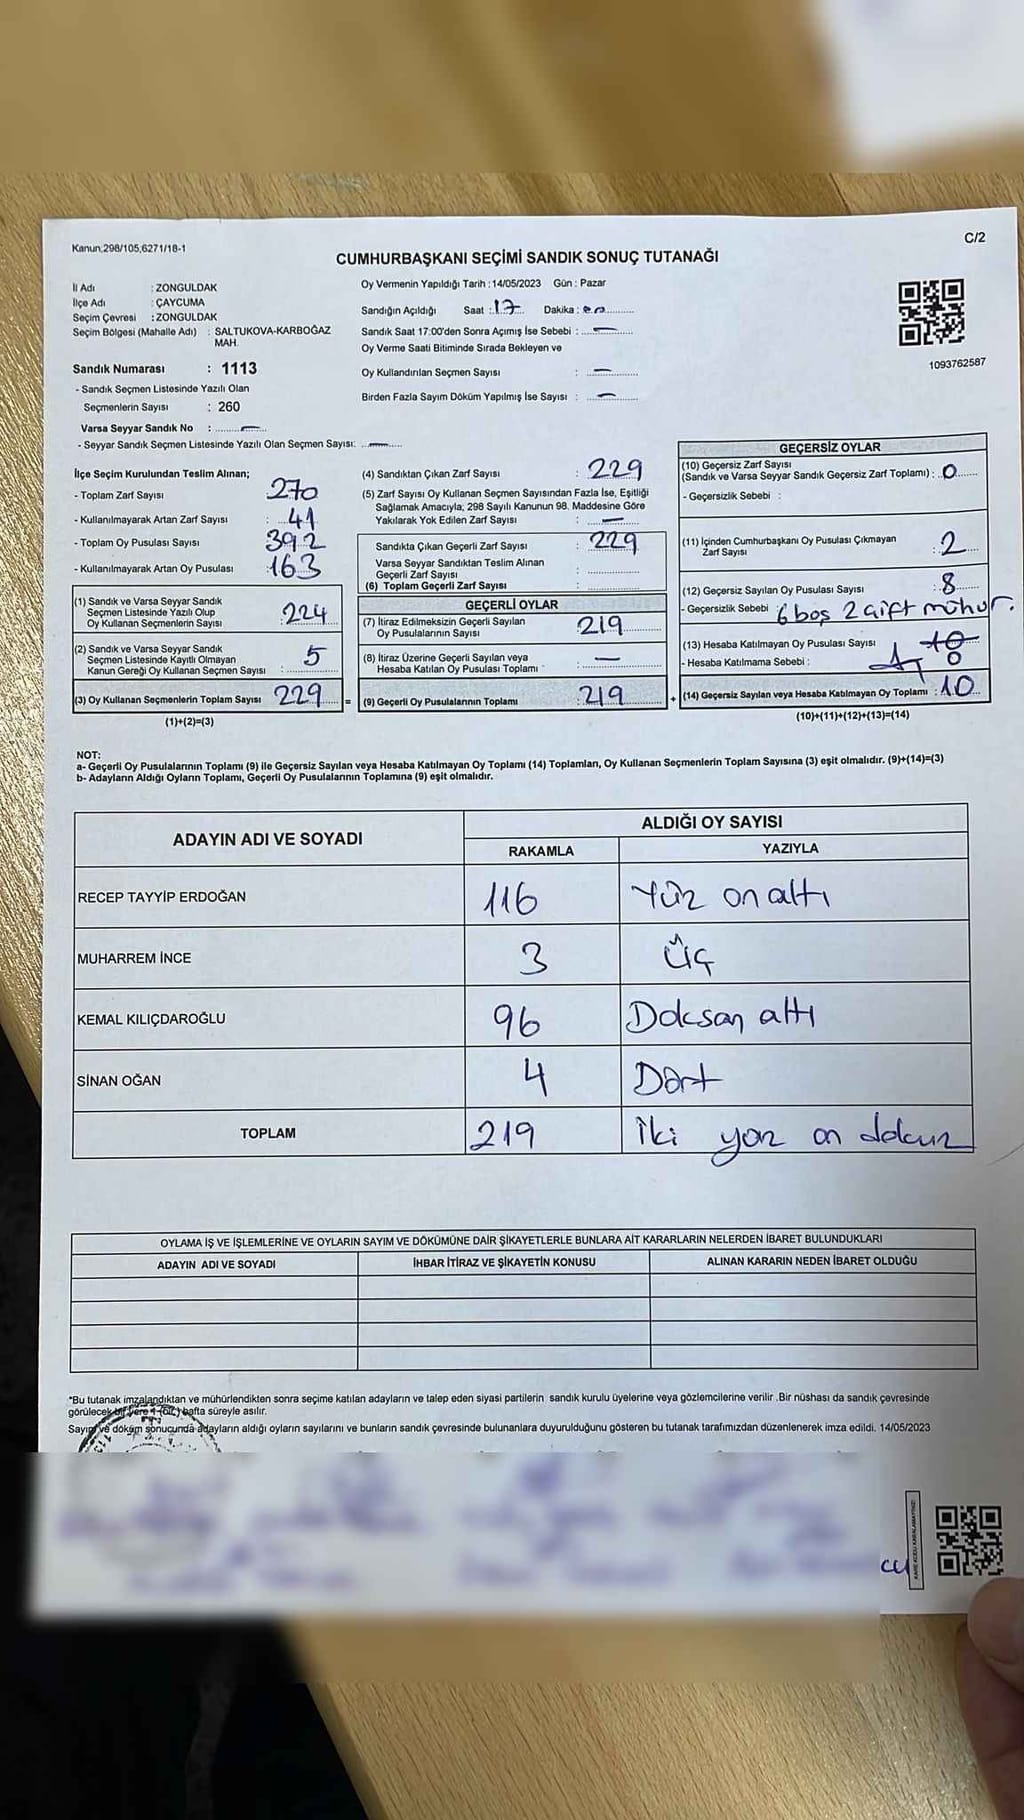 Kanun;298/105,6271/18-1
C/2
CUMHURBAŞKANI SEÇİMİ SANDIK SONUÇ TUTANAĞI
İl Adı : ZONGULDAK
İlçe Adı : ÇAYCUMA
Seçim Çevresi : ZONGULDAK
Seçim Bölgesi (Mahalle Adı) : SALTUKOVA-KARBOĞAZ
MAH.
Sandık Numarası : 1113
- Sandık Seçmen Listesinde Yazılı Olan
Seçmenlerin Sayısı : 260
Varsa Seyyar Sandık No : —
- Seyyar Sandık Seçmen Listesinde Yazılı Olan Seçmen Sayısı: —
Oy Vermenin Yapıldığı Tarih : 14/05/2023 Gün : Pazar
Sandığın Açıldığı Saat : 17 Dakika : 00
Sandık Saat 17:00'den Sonra Açımış İse Sebebi : —
Oy Verme Saati Bitiminde Sırada Bekleyen ve
Oy Kullandırılan Seçmen Sayısı : —
Birden Fazla Sayım Döküm Yapılmış İse Sayısı : —
1093762587
İlçe Seçim Kurulundan Teslim Alınan;
- Toplam Zarf Sayısı 270
- Kullanılmayarak Artan Zarf Sayısı : 41
- Toplam Oy Pusulası Sayısı 392
- Kullanılmayarak Artan Oy Pusulası 163
(1) Sandık ve Varsa Seyyar Sandık
Seçmen Listesinde Yazılı Olup
Oy Kullanan Seçmenlerin Sayısı : 224
(2) Sandık ve Varsa Seyyar Sandık
Seçmen Listesinde Kayıtlı Olmayan
Kanun Gereği Oy Kullanan Seçmen Sayısı : 5
(3) Oy Kullanan Seçmenlerin Toplam Sayısı 229 =
(1)+(2)=(3)
(4) Sandıktan Çıkan Zarf Sayısı : 229
(5) Zarf Sayısı Oy Kullanan Seçmen Sayısından Fazla İse, Eşitliği
Sağlamak Amacıyla; 298 Sayılı Kanunun 98. Maddesine Göre
Yakılarak Yok Edilen Zarf Sayısı : —
Sandıkta Çıkan Geçerli Zarf Sayısı : 229
Varsa Seyyar Sandıktan Teslim Alınan
Geçerli Zarf Sayısı :
(6) Toplam Geçerli Zarf Sayısı :
GEÇERLİ OYLAR
(7) İtiraz Edilmeksizin Geçerli Sayılan
Oy Pusulalarının Sayısı : 219
(8) İtiraz Üzerine Geçerli Sayılan veya
Hesaba Katılan Oy Pusulası Toplamı : —
(9) Geçerli Oy Pusulalarının Toplamı : 219 +
GEÇERSİZ OYLAR
(10) Geçersiz Zarf Sayısı
(Sandık ve Varsa Seyyar Sandık Geçersiz Zarf Toplamı) : 0
- Geçersizlik Sebebi :
(11) İçinden Cumhurbaşkanı Oy Pusulası Çıkmayan
Zarf Sayısı : 2
(12) Geçersiz Sayılan Oy Pusulası Sayısı : 8
- Geçersizlik Sebebi 6 boş 2 çift mühür.
(13) Hesaba Katılmayan Oy Pusulası Sayısı 10
- Hesaba Katılmama Sebebi : 0
(14) Geçersiz Sayılan veya Hesaba Katılmayan Oy Toplamı : 10
(10)+(11)+(12)+(13)=(14)
NOT:
a- Geçerli Oy Pusulalarının Toplamı (9) ile Geçersiz Sayılan veya Hesaba Katılmayan Oy Toplamı (14) Toplamları, Oy Kullanan Seçmenlerin Toplam Sayısına (3) eşit olmalıdır. (9)+(14)=(3)
b- Adayların Aldığı Oyların Toplamı, Geçerli Oy Pusulalarının Toplamına (9) eşit olmalıdır.
ADAYIN ADI VE SOYADI ALDIĞI OY SAYISI
RAKAMLA YAZIYLA
RECEP TAYYİP ERDOĞAN 116 Yüz on altı
MUHARREM İNCE 3 Üç
KEMAL KILIÇDAROĞLU 96 Doksan altı
SİNAN OĞAN 4 Dört
TOPLAM 219 İki yüz on dokuz
OYLAMA İŞ VE İŞLEMLERİNE VE OYLARIN SAYIM VE DÖKÜMÜNE DAİR ŞİKAYETLERLE BUNLARA AİT KARARLARIN NELERDEN İBARET BULUNDUKLARI
ADAYIN ADI VE SOYADI İHBAR İTİRAZ VE ŞİKAYETİN KONUSU ALINAN KARARIN NEDEN İBARET OLDUĞU
*Bu tutanak imzalandıktan ve mühürlendikten sonra seçime katılan adayların ve talep eden siyasi partilerin sandık kurulu üyelerine veya gözlemcilerine verilir .Bir nüshası da sandık çevresinde
görülecek bir yere 1 (bir) hafta süreyle asılır.
Sayım ve döküm sonucunda adayların aldığı oyların sayılarını ve bunların sandık çevresinde bulunanlara duyurulduğunu gösteren bu tutanak tarafımızdan düzenlenerek imza edildi. 14/05/2023